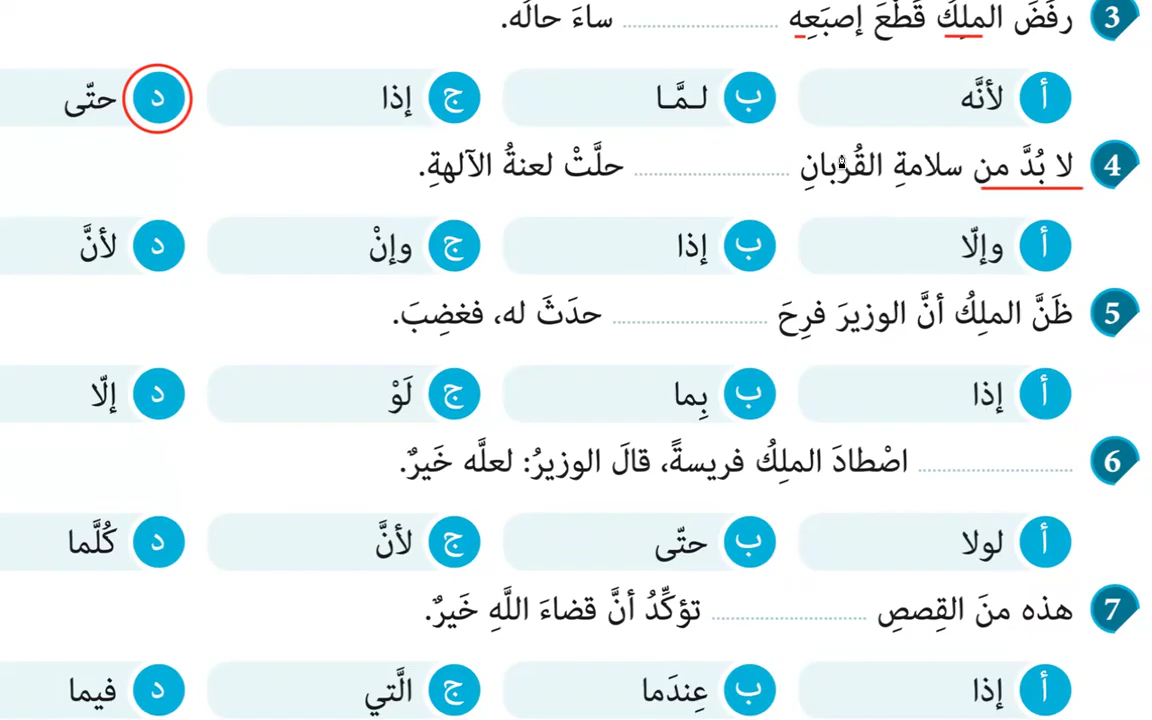 3 رفَضَ الملِكُ قَطْعَ إصبَعِهِ .................... ساءَ حالُه.
أ لأنَّه ب لـمَّـا ج إذا د حتّى
4 لا بُدَّ من سلامةِ القُرْبانِ .................... حلَّتْ لعنةُ الآلهةِ.
أ وإلّا ب إذا ج وإنْ د لأنَّ
5 ظَنَّ الملِكُ أنَّ الوزيرَ فرِحَ .................... حدَثَ له، فغضِبَ.
أ إذا ب بِما ج لَوْ د إلّا
6 .................... اصْطادَ الملِكُ فريسةً، قالَ الوزيرُ: لعلَّه خَيرٌ.
أ لولا ب حتّى ج لأنَّ د كُلَّما
7 هذه منَ القِصصِ .................... تؤكِّدُ أنَّ قضاءَ اللَّهِ خَيرٌ.
أ إذا ب عِندَما ج الَّتي د فيما